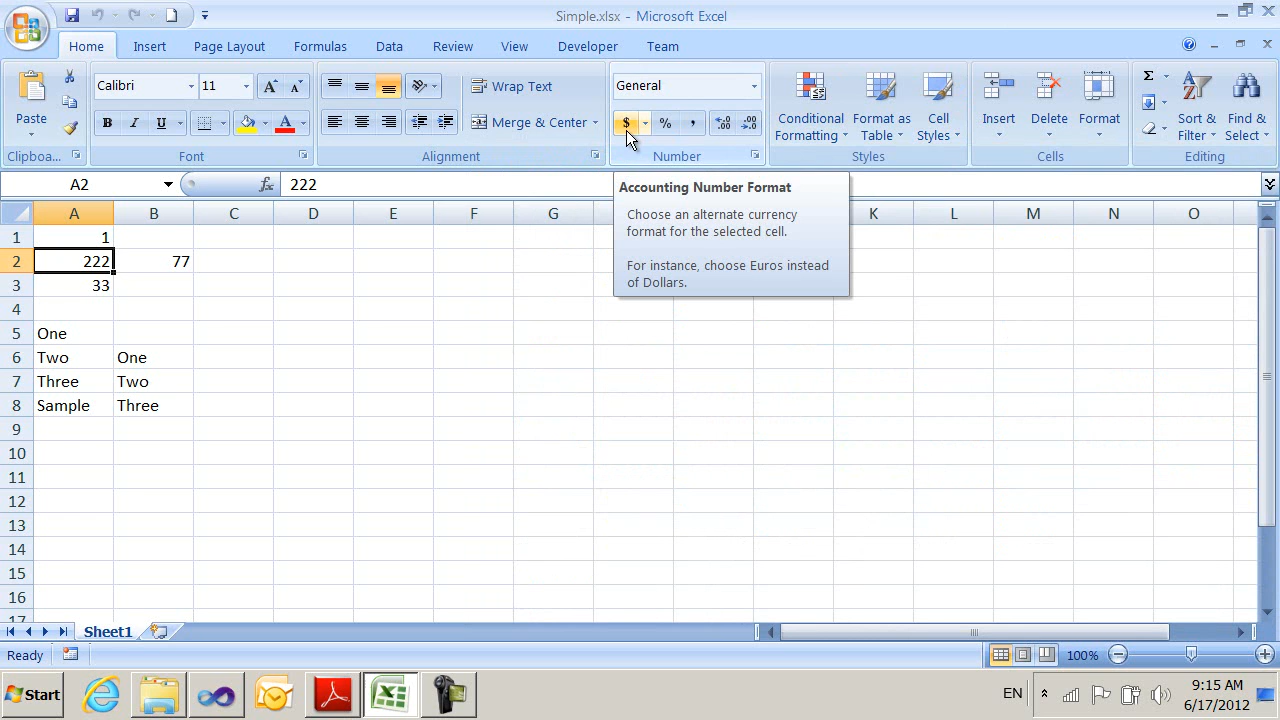 Simple.xlsx - Microsoft Excel
Home Insert Page Layout Formulas Data Review View Developer Team
Calibri 11 Wrap Text General
Paste B I U Merge & Center $ % , Conditional Formatting Format as Table Cell Styles Insert Delete Format Σ Sort & Filter Find & Select
Clipboa... Font Alignment Number Styles Cells Editing
A2 fx 222
Accounting Number Format
Choose an alternate currency
format for the selected cell.
For instance, choose Euros instead
of Dollars.
A B C D E F G K L M N O
1 1
2 222 77
3 33
4
5 One
6 Two One
7 Three Two
8 Sample Three
9
10
11
12
13
14
15
16
17
Sheet1
Ready 100%
Start EN 9:15 AM
6/17/2012